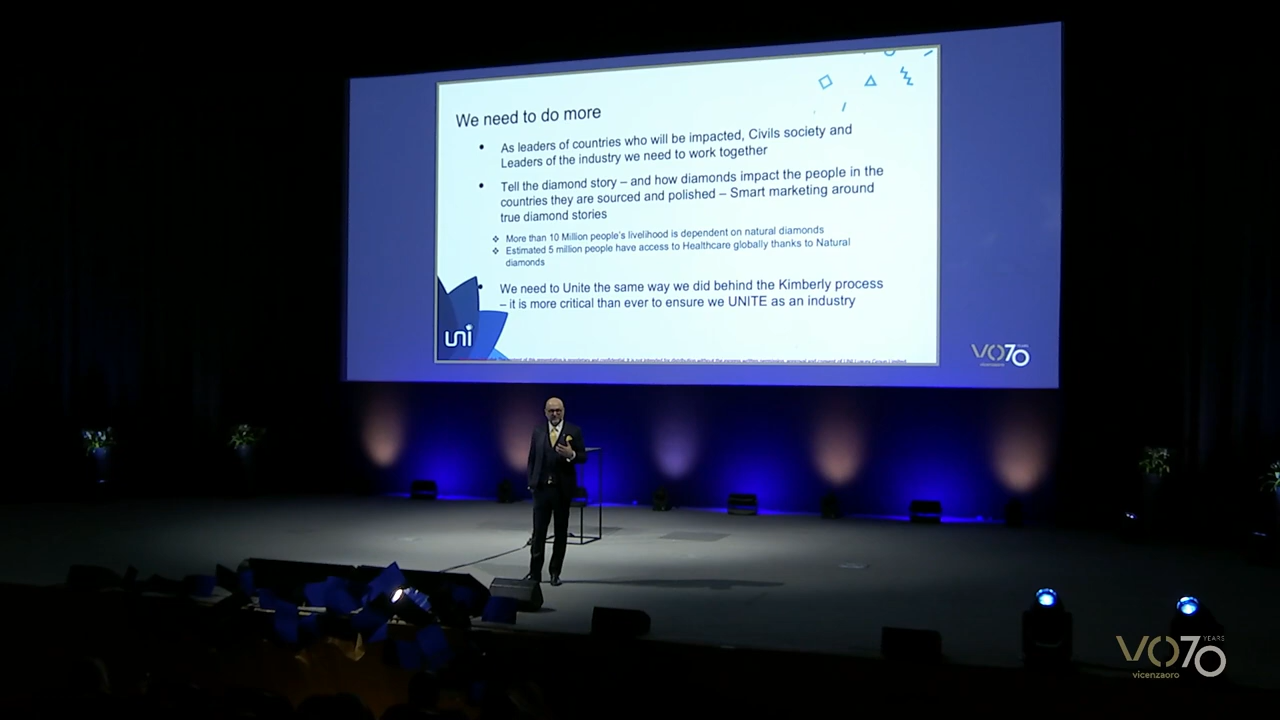 We need to do more
• As leaders of countries who will be impacted, Civils society and
Leaders of the industry we need to work together
• Tell the diamond story – and how diamonds impact the people in the
countries they are sourced and polished – Smart marketing around
true diamond stories
❖ More than 10 Million people's livelihood is dependent on natural diamonds
❖ Estimated 5 million people have access to Healthcare globally thanks to Natural
diamonds
• We need to Unite the same way we did behind the Kimberly process
– it is more critical than ever to ensure we UNITE as an industry
uni
VO70 YEARS
vicenzaoro
VO70 YEARS
vicenzaoro